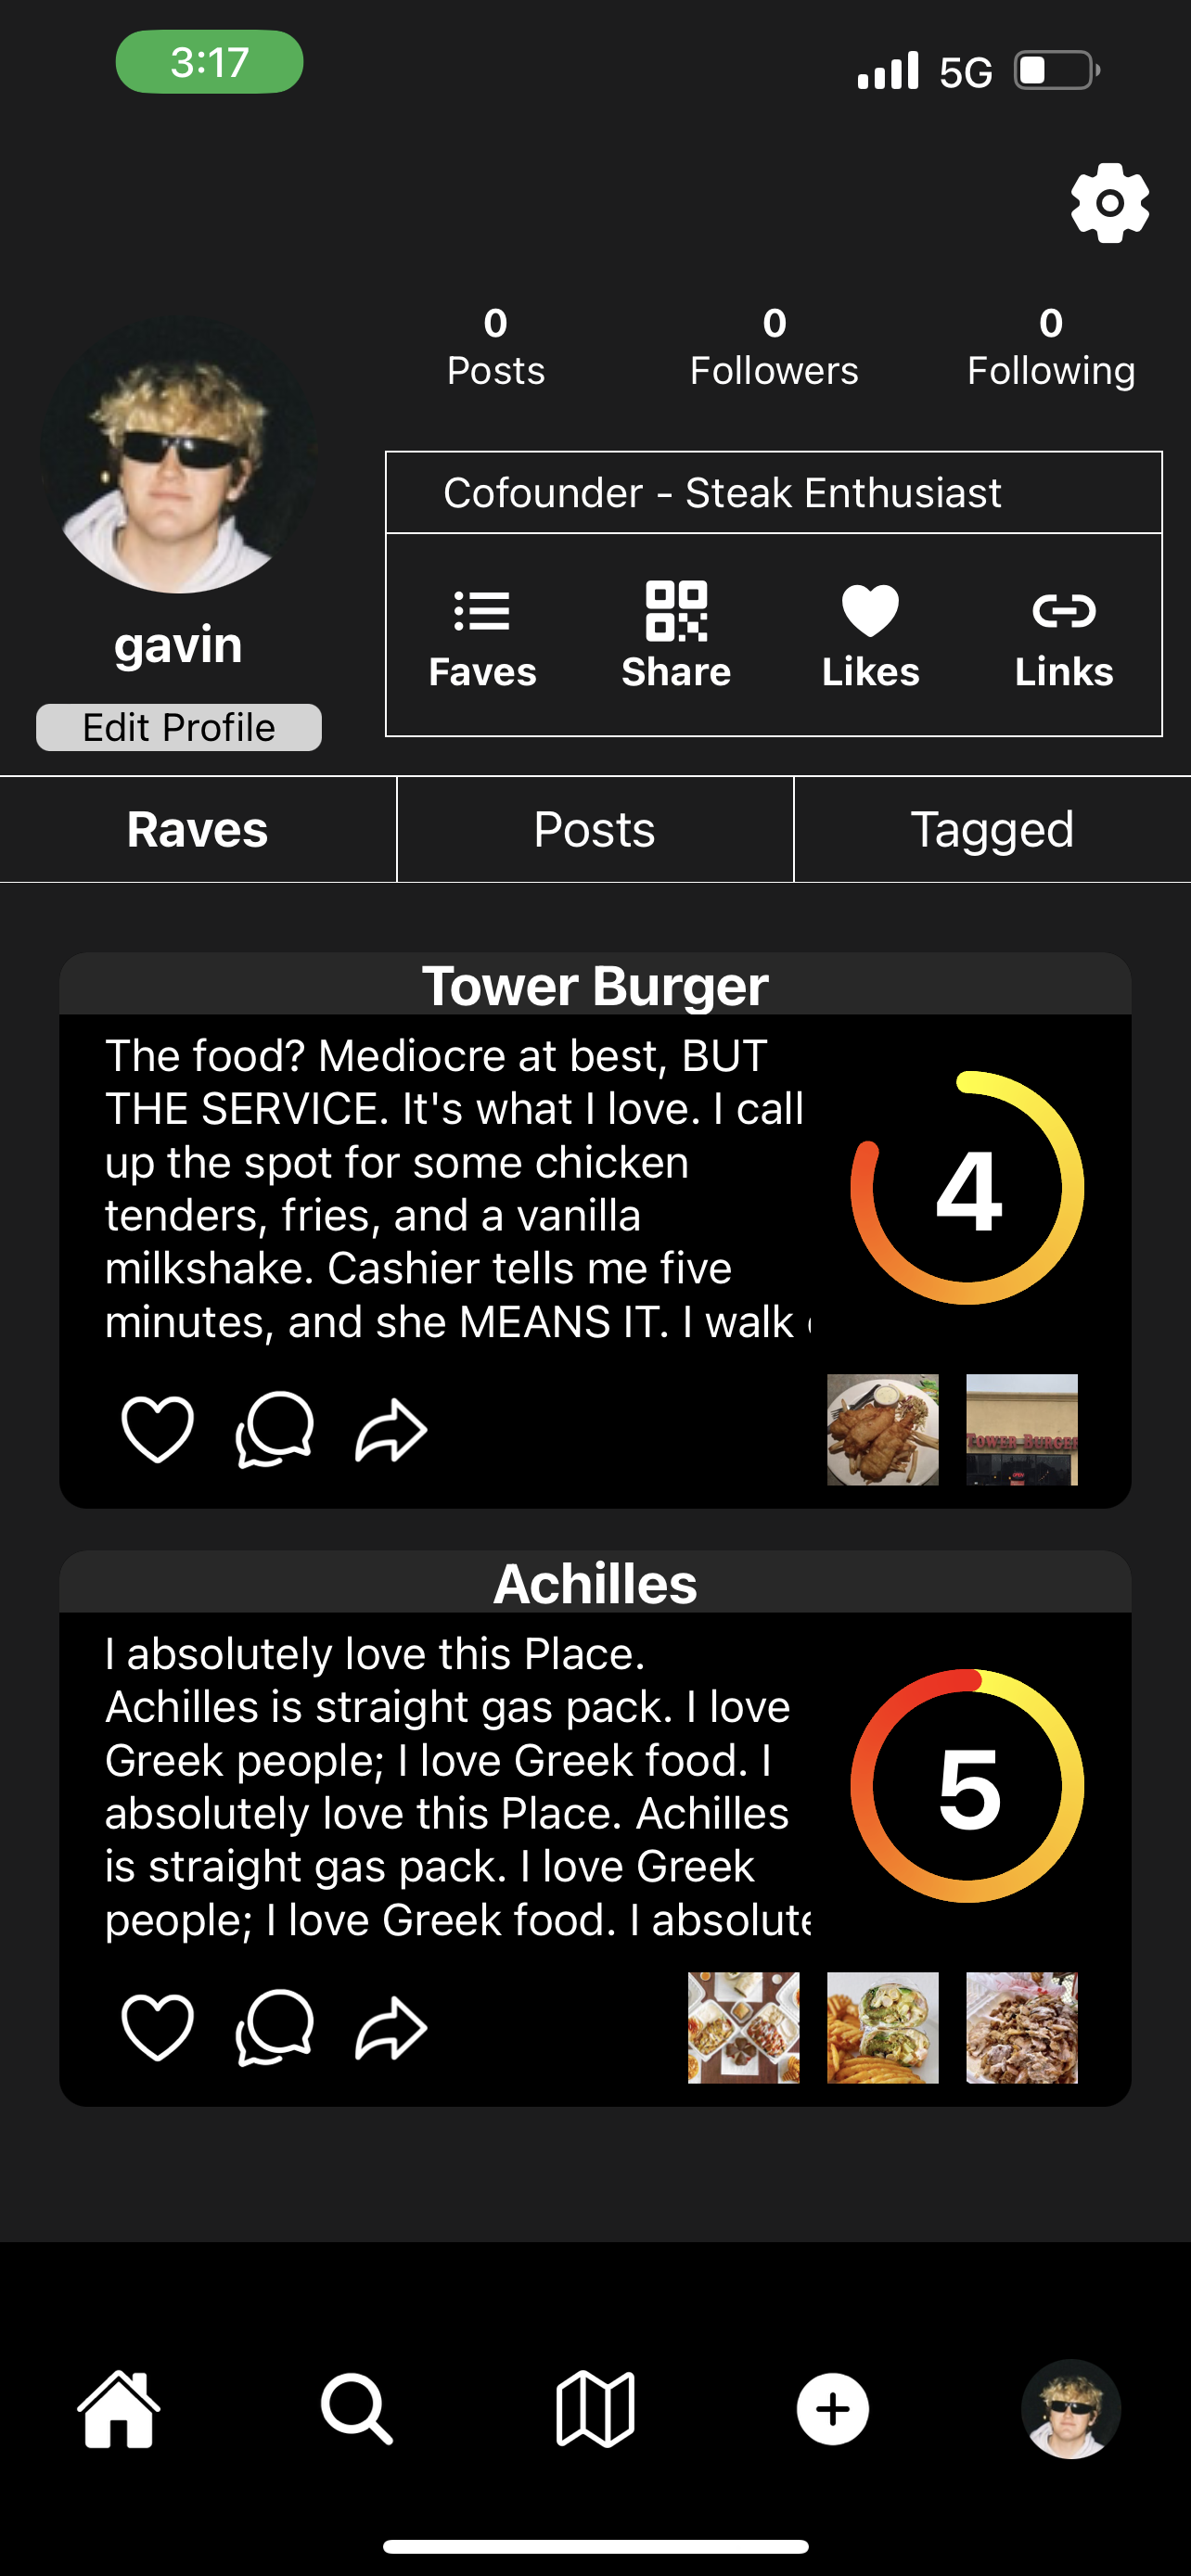 3:17
5G
0
Posts
0
Followers
0
Following
Cofounder - Steak Enthusiast
Faves
Share
Likes
Links
gavin
Edit Profile
Raves
Posts
Tagged
Tower Burger
The food? Mediocre at best, BUT
THE SERVICE. It's what I love. I call
up the spot for some chicken
tenders, fries, and a vanilla
milkshake. Cashier tells me five
minutes, and she MEANS IT. I walk
4
TOWER BURGER
Achilles
I absolutely love this Place.
Achilles is straight gas pack. I love
Greek people; I love Greek food. I
absolutely love this Place. Achilles
is straight gas pack. I love Greek
people; I love Greek food. I absolute
5